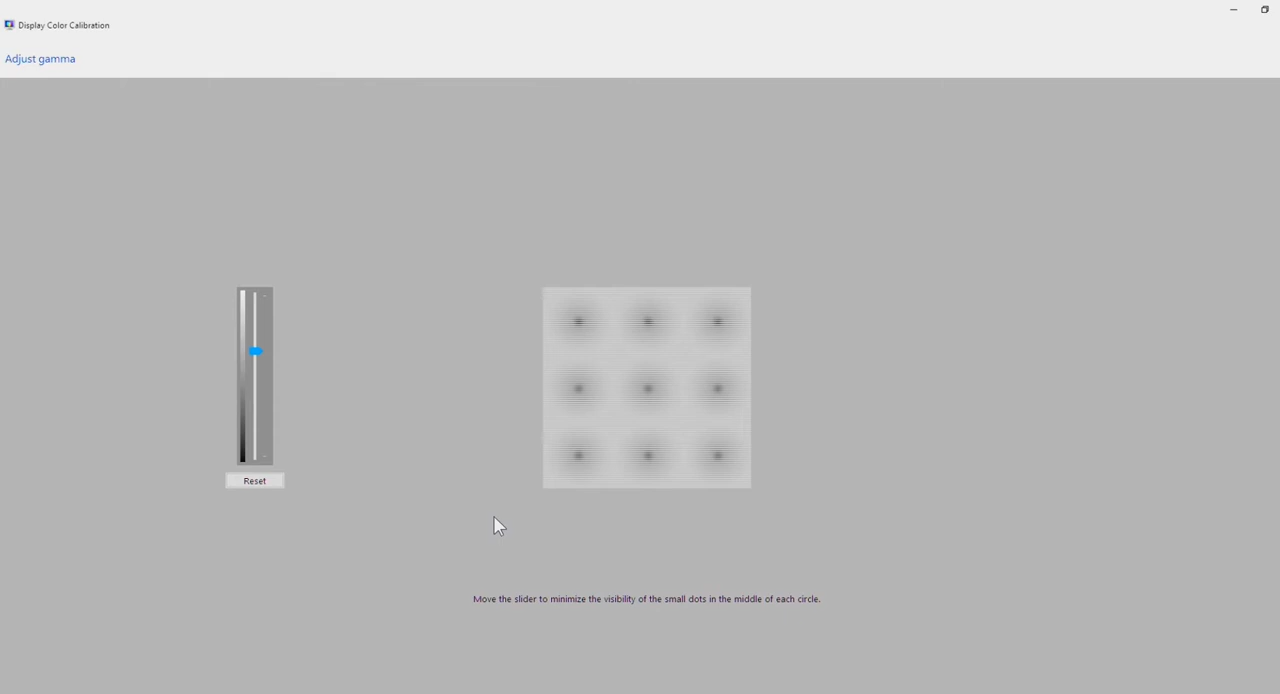 Display Color Calibration
Adjust gamma
Reset
Move the slider to minimize the visibility of the small dots in the middle of each circle.